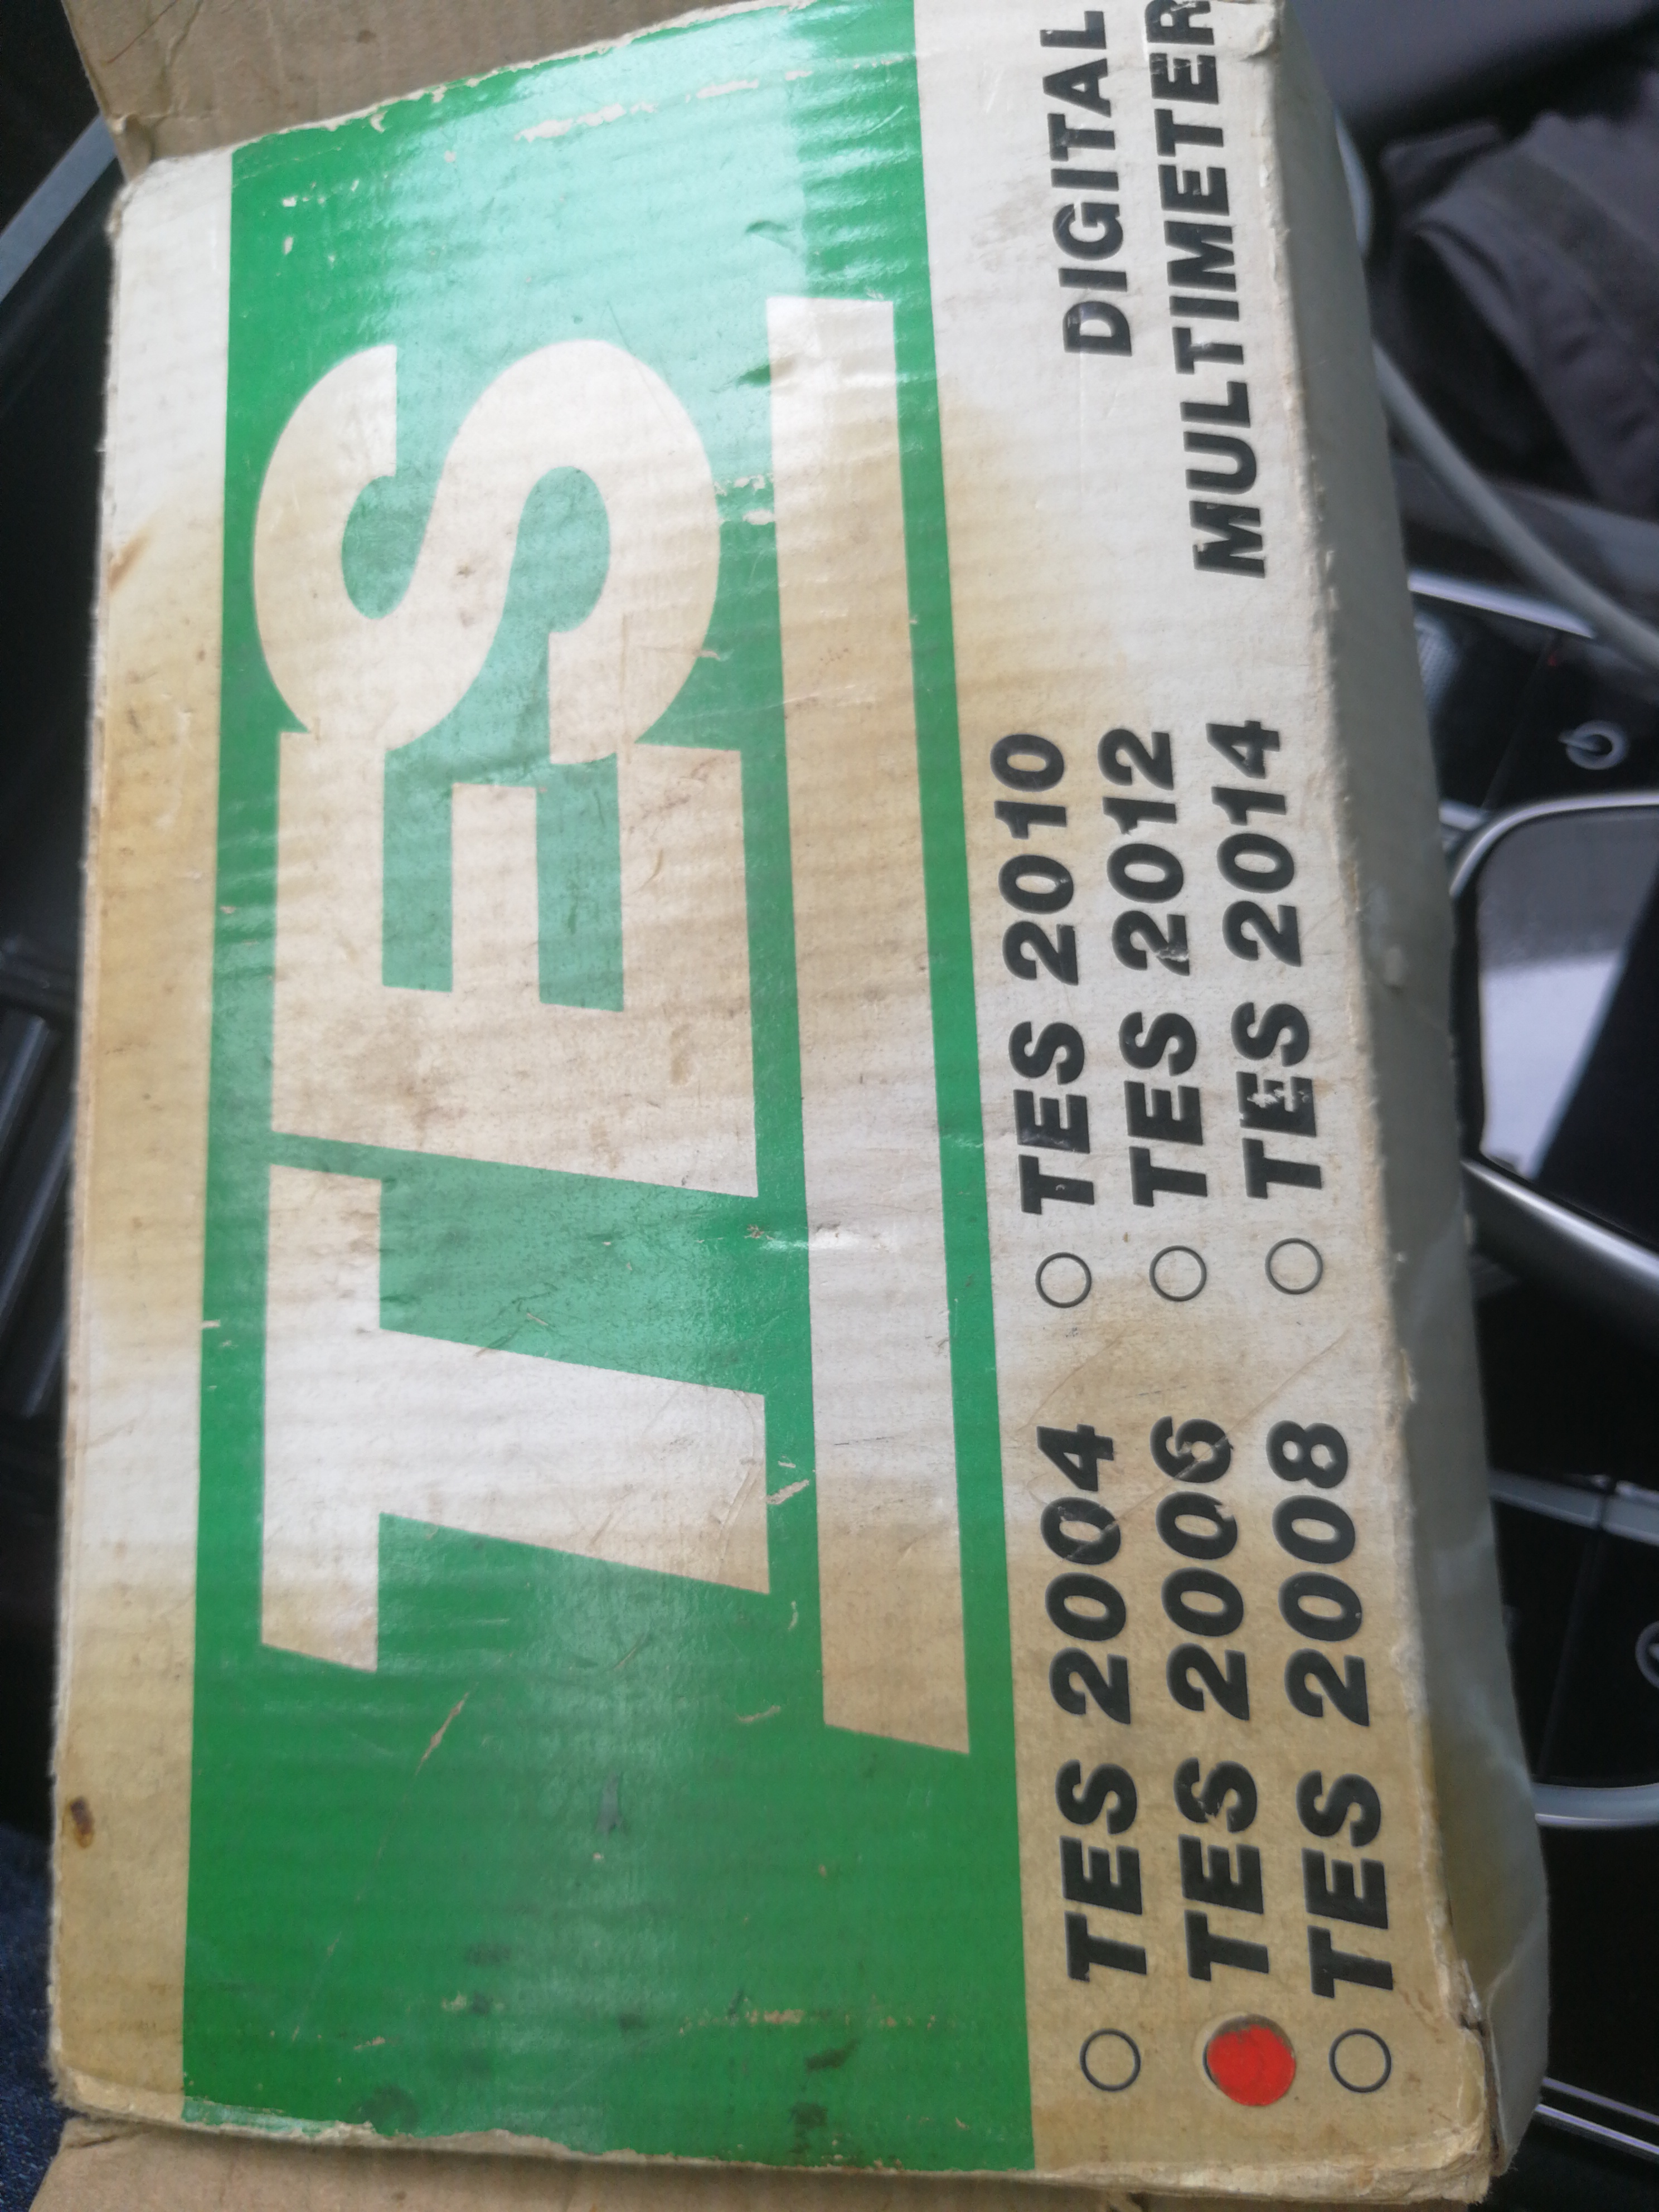 TES
TES 2004
TES 2006
TES 2008
TES 2010
TES 2012
TES 2014
DIGITAL
MULTIMETER